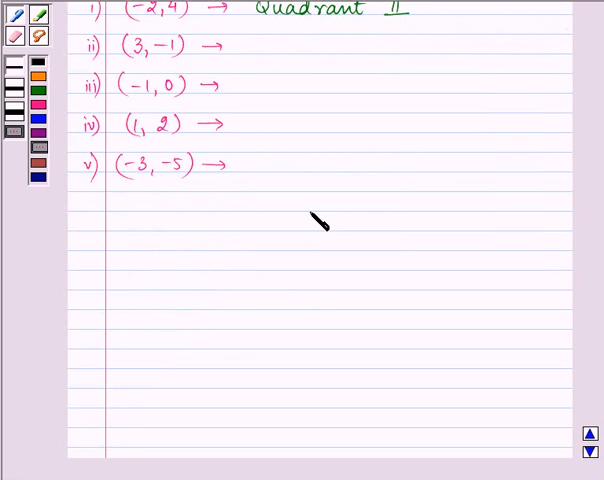 i) (-2, 4) → Quadrant II
ii) (3, -1) →
iii) (-1, 0) →
iv) (1, 2) →
v) (-3, -5) →